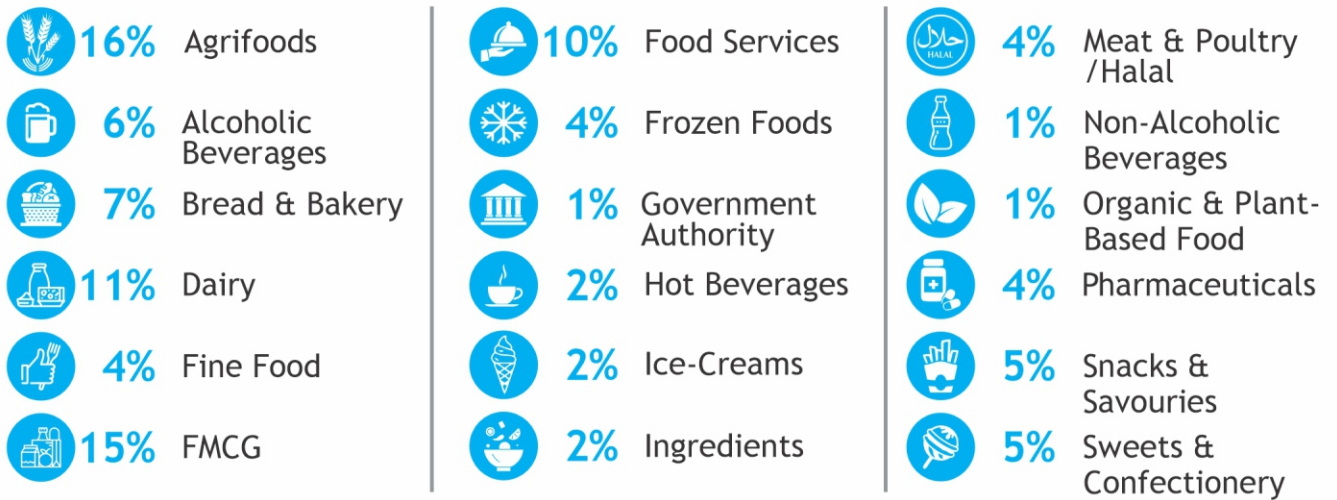 16% Agrifoods
6% Alcoholic
Beverages
7% Bread & Bakery
11% Dairy
4% Fine Food
15% FMCG
10% Food Services
4% Frozen Foods
1% Government
Authority
2% Hot Beverages
2% Ice-Creams
2% Ingredients
حلال
HALAL
4% Meat & Poultry
/Halal
1% Non-Alcoholic
Beverages
1% Organic & Plant-
Based Food
4% Pharmaceuticals
5% Snacks &
Savouries
5% Sweets &
Confectionery